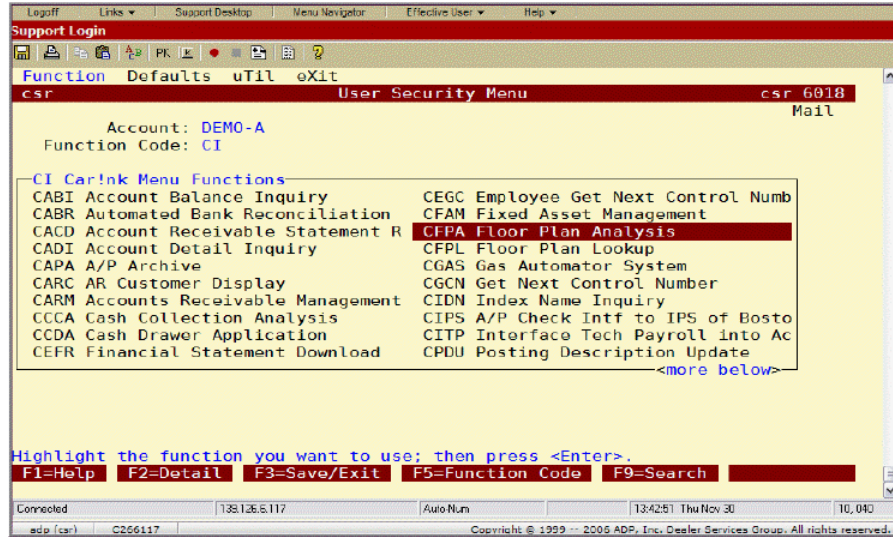 Logoff Links Support Desktop Menu Navigator Effective User Help
Support Login
PK K
Function Defaults uTil eXit
csr User Security Menu csr 6018
Mail
Account: DEMO-A
Function Code: CI
CI Car!nk Menu Functions
CABI Account Balance Inquiry CEGC Employee Get Next Control Numb
CABR Automated Bank Reconciliation CFAM Fixed Asset Management
CACD Account Receivable Statement R CFPA Floor Plan Analysis
CADI Account Detail Inquiry CFPL Floor Plan Lookup
CAPA A/P Archive CGAS Gas Automator System
CARC AR Customer Display CGCN Get Next Control Number
CARM Accounts Receivable Management CIDN Index Name Inquiry
CCCA Cash Collection Analysis CIPS A/P Check Intf to IPS of Bosto
CCDA Cash Drawer Application CITP Interface Tech Payroll into Ac
CEFR Financial Statement Download CPDU Posting Description Update
<more below>
Highlight the function you want to use; then press <Enter>.
F1=Help F2=Detail F3=Save/Exit F5=Function Code F9=Search
Connected 139.126.6.117 Auto-Num 13:42:51 Thu Nov 30 10, 040
adp (csr) C266117 Copyright © 1999 -- 2006 ADP, Inc. Dealer Services Group. All rights reserved.